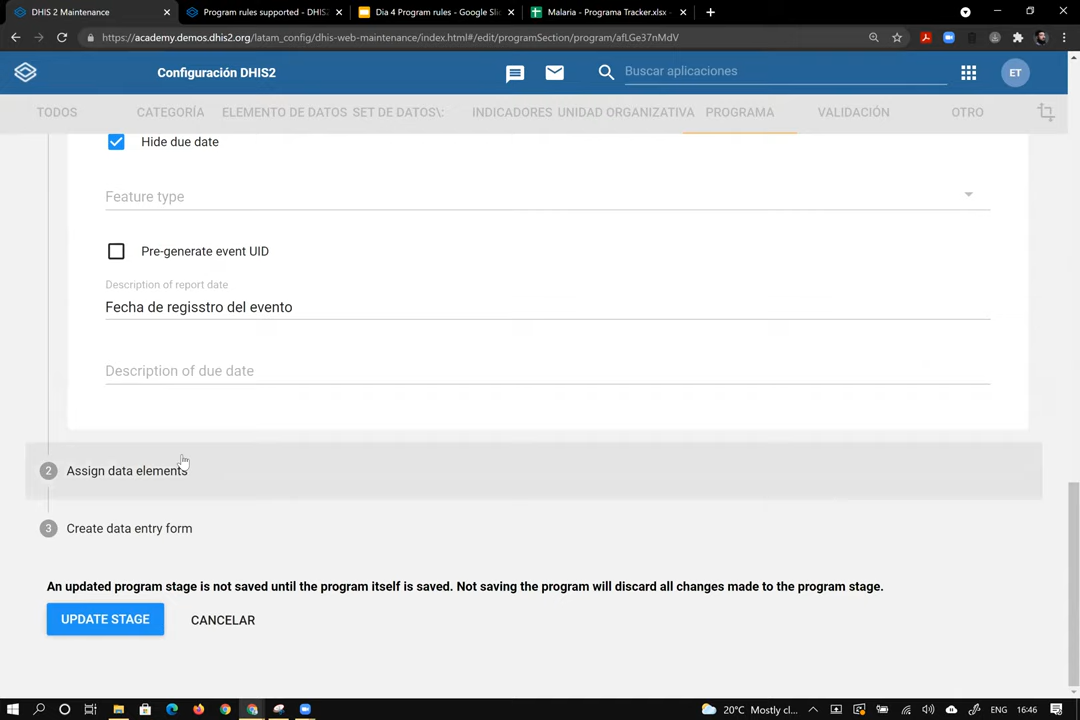 DHIS 2 Maintenance
Program rules supported - DHIS2
Dia 4 Program rules - Google Sli
Malaria - Programa Tracker.xlsx -
https://academy.demos.dhis2.org/latam_config/dhis-web-maintenance/index.html#/edit/programSection/program/afLGe37nMdV
Configuración DHIS2
Buscar aplicaciones
ET
TODOS CATEGORÍA ELEMENTO DE DATOS SET DE DATOS\: INDICADORES UNIDAD ORGANIZATIVA PROGRAMA VALIDACIÓN OTRO
Hide due date
Feature type
Pre-generate event UID
Description of report date
Fecha de regisstro del evento
Description of due date
2 Assign data elements
3 Create data entry form
An updated program stage is not saved until the program itself is saved. Not saving the program will discard all changes made to the program stage.
UPDATE STAGE CANCELAR
20°C Mostly cl... ENG 16:46